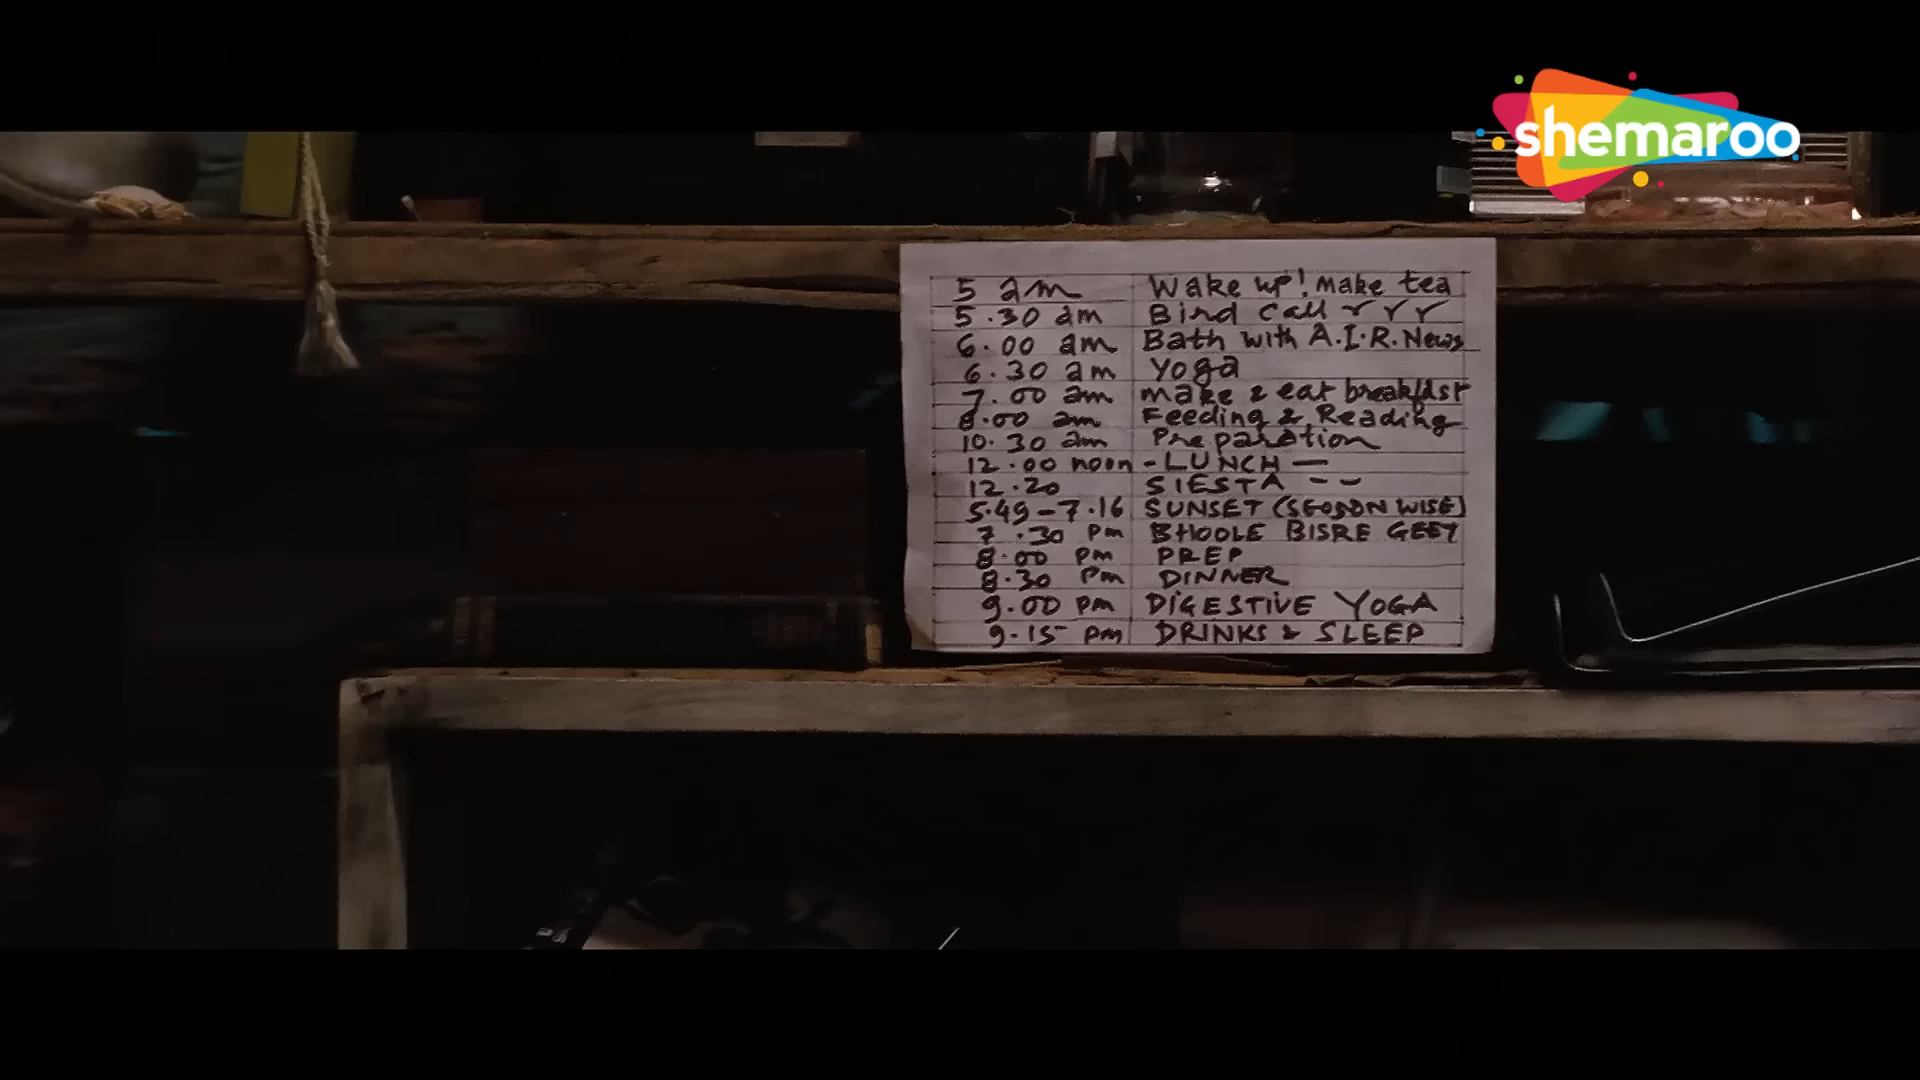 shemaroo
5 am Wake up! Make tea
5.30 am Bird Call
6.00 am Bath with A.I.R. News
6.30 am Yoga
7.00 am make & eat breakfast
8.00 am Feeding & Reading
10.30 am Preparation
12.00 noon - LUNCH —
12.20 SIESTA - -
5.49 - 7.16 SUNSET (SEOSON WISE)
7.30 Pm BHOOLE BISRE GEET
8.00 pm PREP
8.30 Pm DINNER
9.00 pm DIGESTIVE YOGA
9.15 pm DRINKS & SLEEP